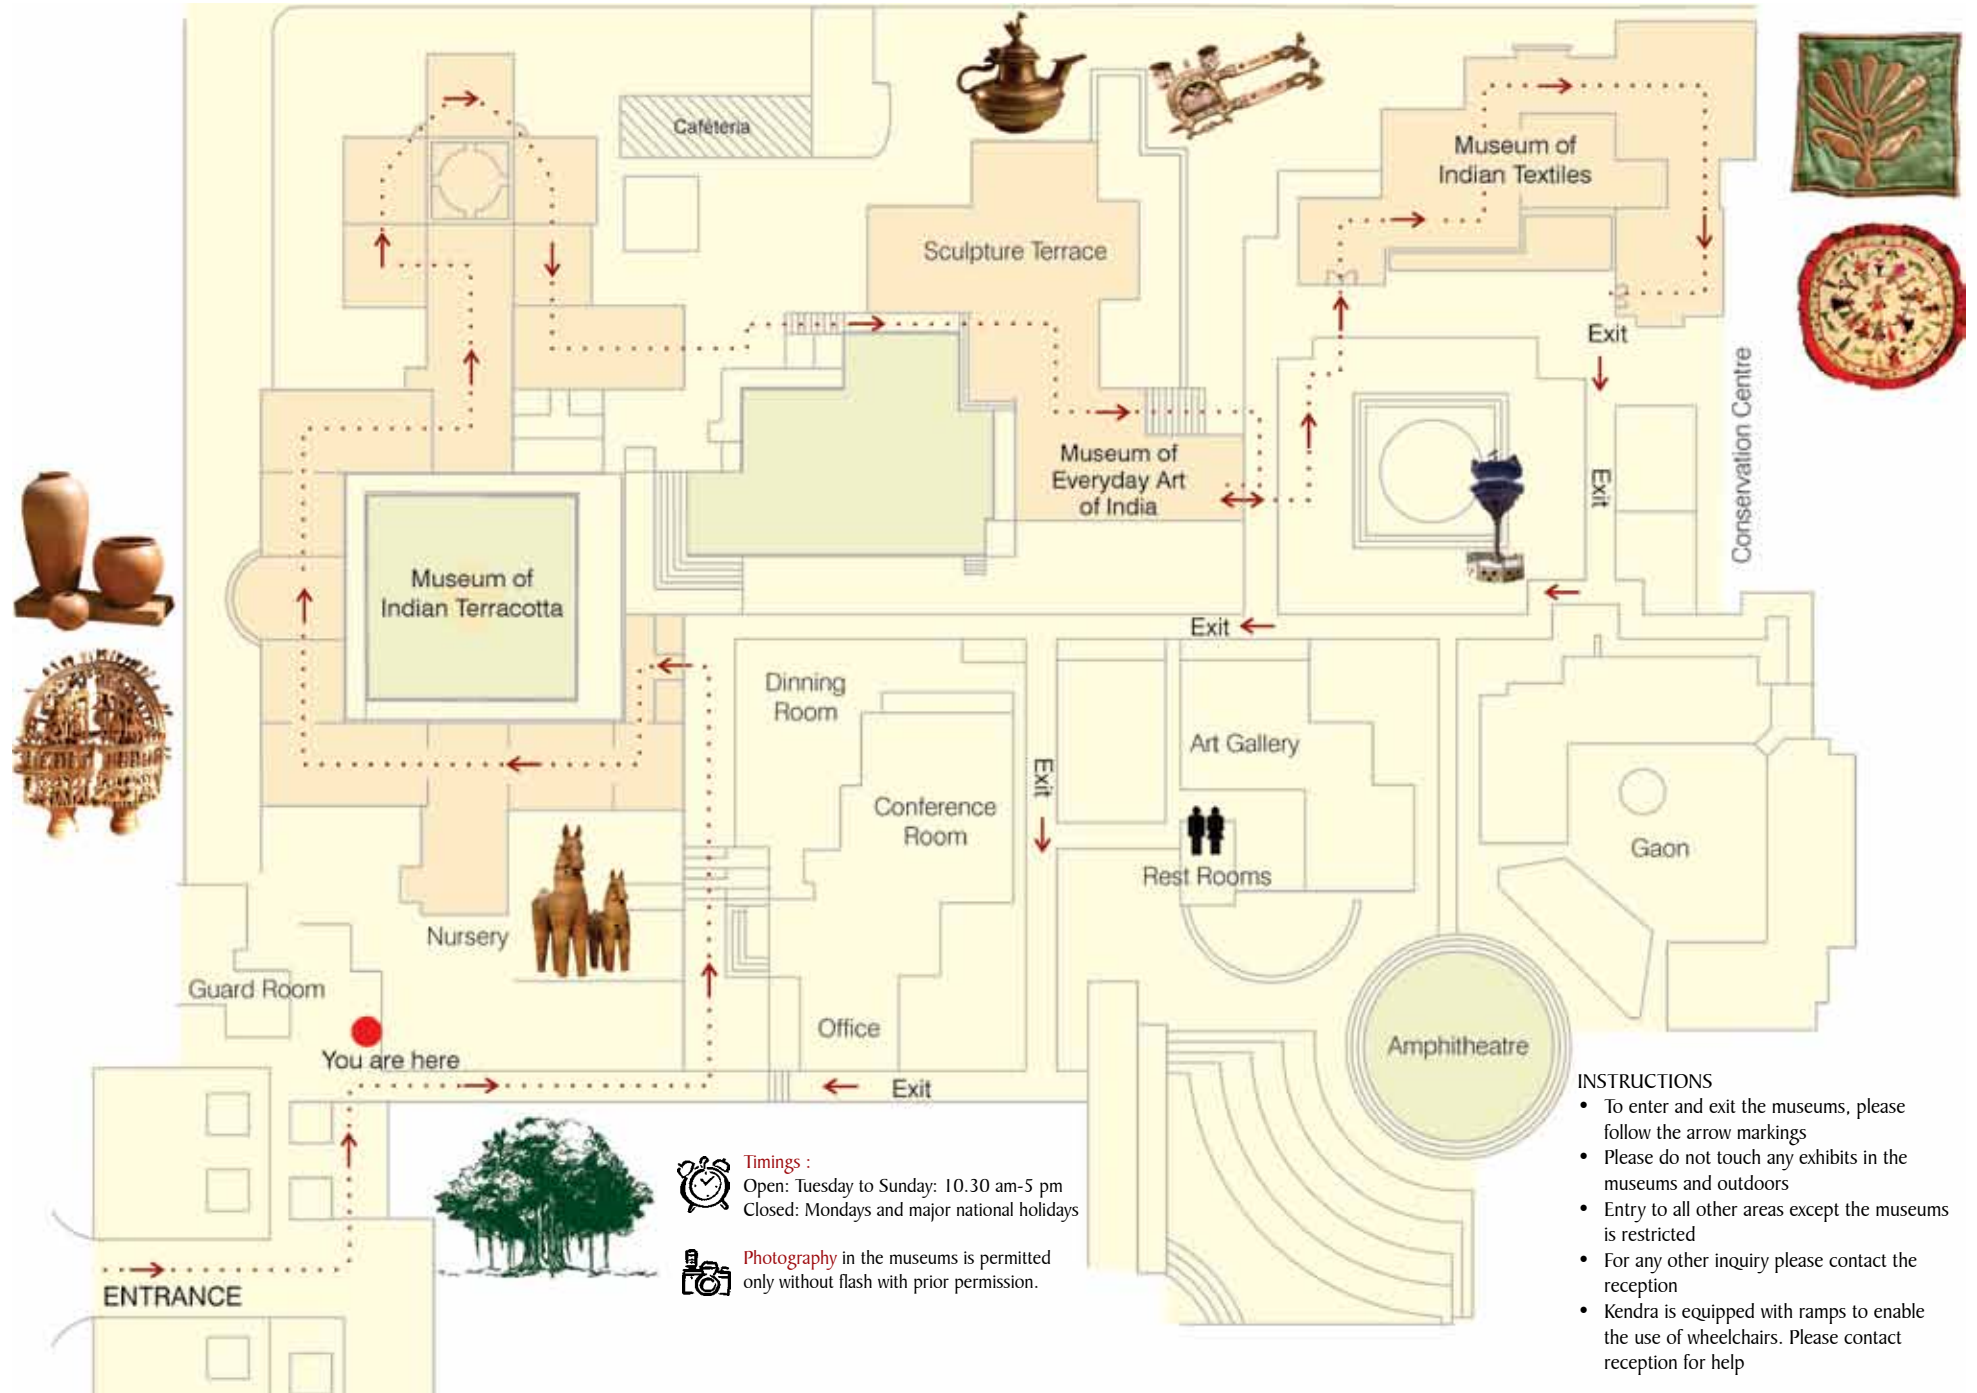 Caféteria
Museum of
Indian Textiles
Sculpture Terrace
Exit
Conservation Centre
Museum of
Everyday Art
of India
Exit
Museum of
Indian Terracotta
Exit
Dinning
Room
Art Gallery
Exit
Conference
Room
Gaon
Rest Rooms
Nursery
Guard Room
Office
Amphitheatre
You are here
Exit
ENTRANCE
Timings :
Open: Tuesday to Sunday: 10.30 am-5 pm
Closed: Mondays and major national holidays
Photography in the museums is permitted
only without flash with prior permission.
INSTRUCTIONS
• To enter and exit the museums, please
follow the arrow markings
• Please do not touch any exhibits in the
museums and outdoors
• Entry to all other areas except the museums
is restricted
• For any other inquiry please contact the
reception
• Kendra is equipped with ramps to enable
the use of wheelchairs. Please contact
reception for help